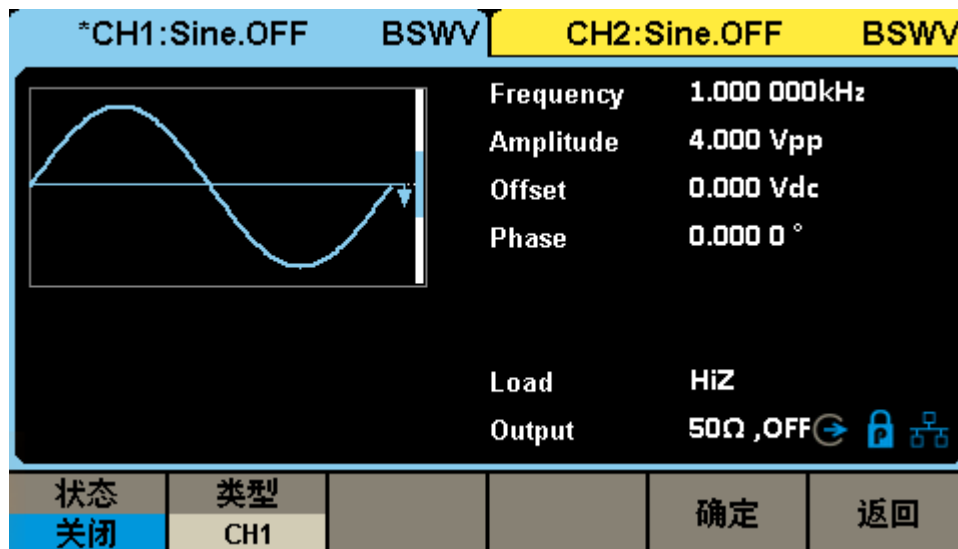 *CH1:Sine.OFF BSWV CH2:Sine.OFF BSWV
Frequency 1.000 000kHz
Amplitude 4.000 Vpp
Offset 0.000 Vdc
Phase 0.000 0 °
Load HiZ
Output 50Ω ,OFF P
状态 类型 确定 返回
关闭 CH1